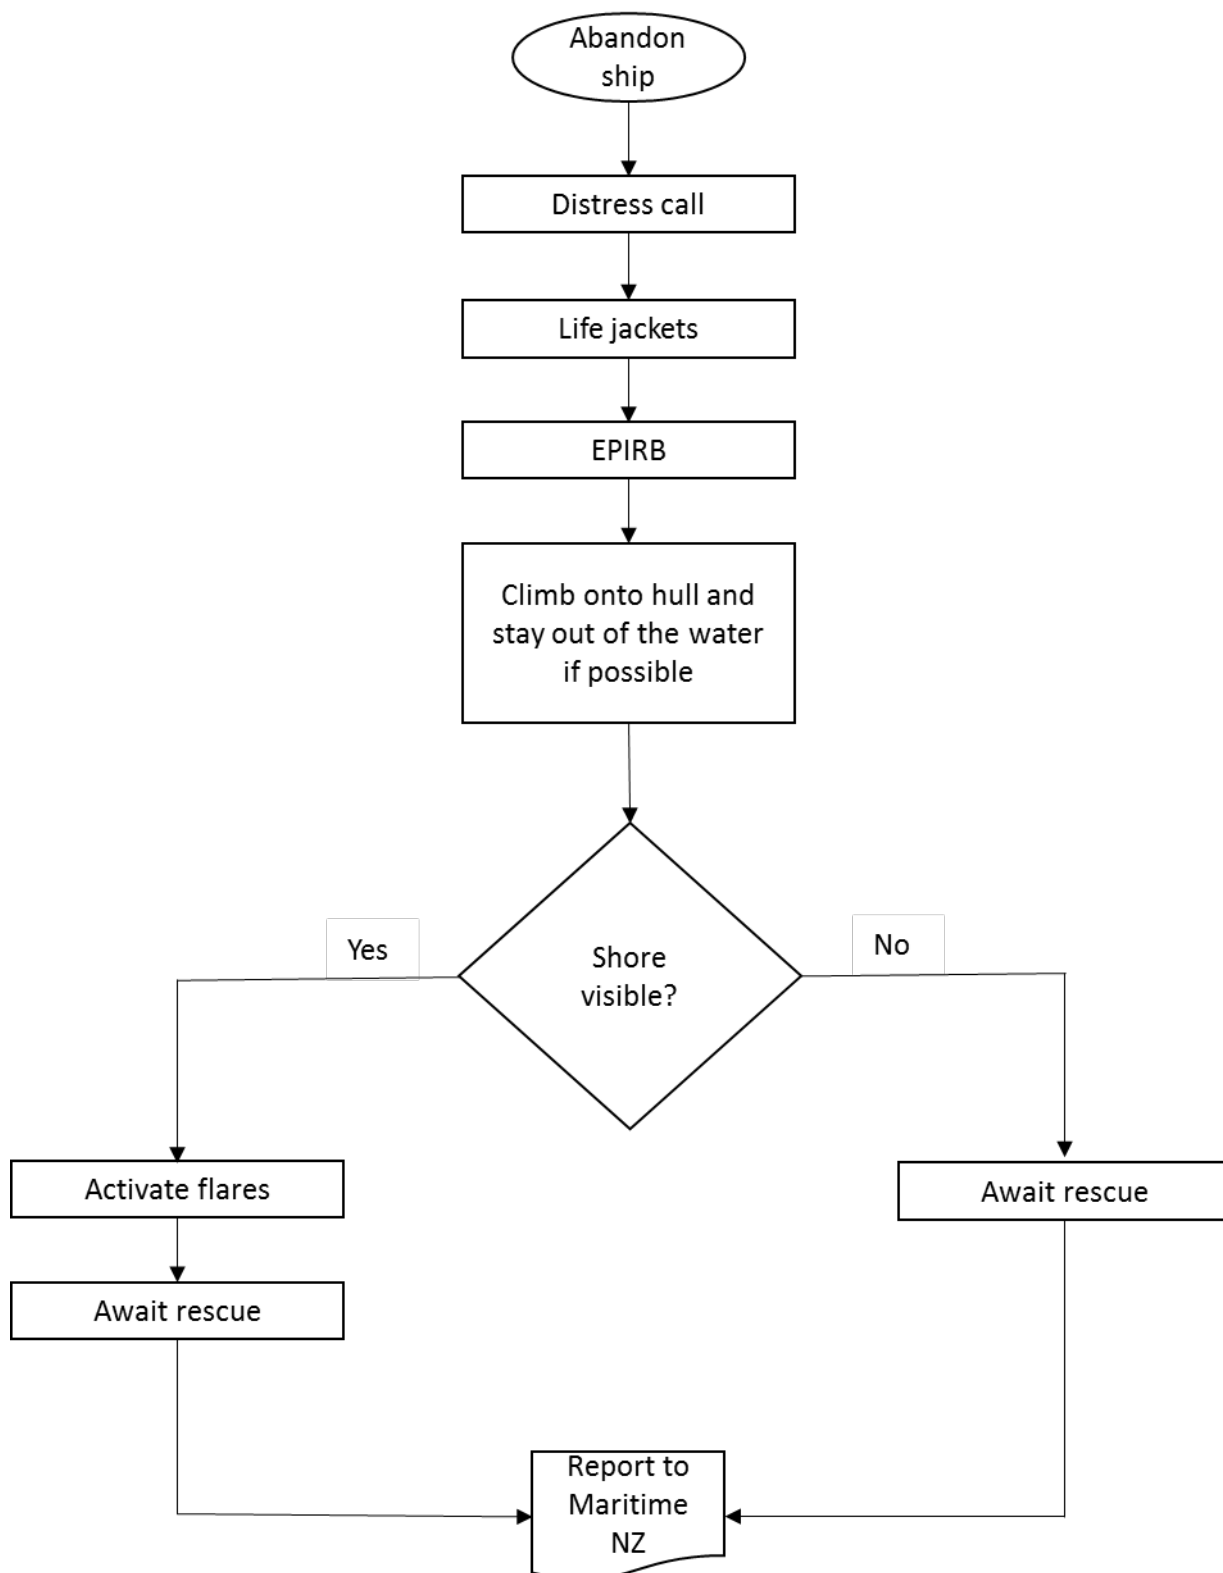 Abandon
ship
Distress call
Life jackets
EPIRB
Climb onto hull and
stay out of the water
if possible
Shore
visible?
Yes
No
Activate flares
Await rescue
Await rescue
Report to
Maritime
NZ